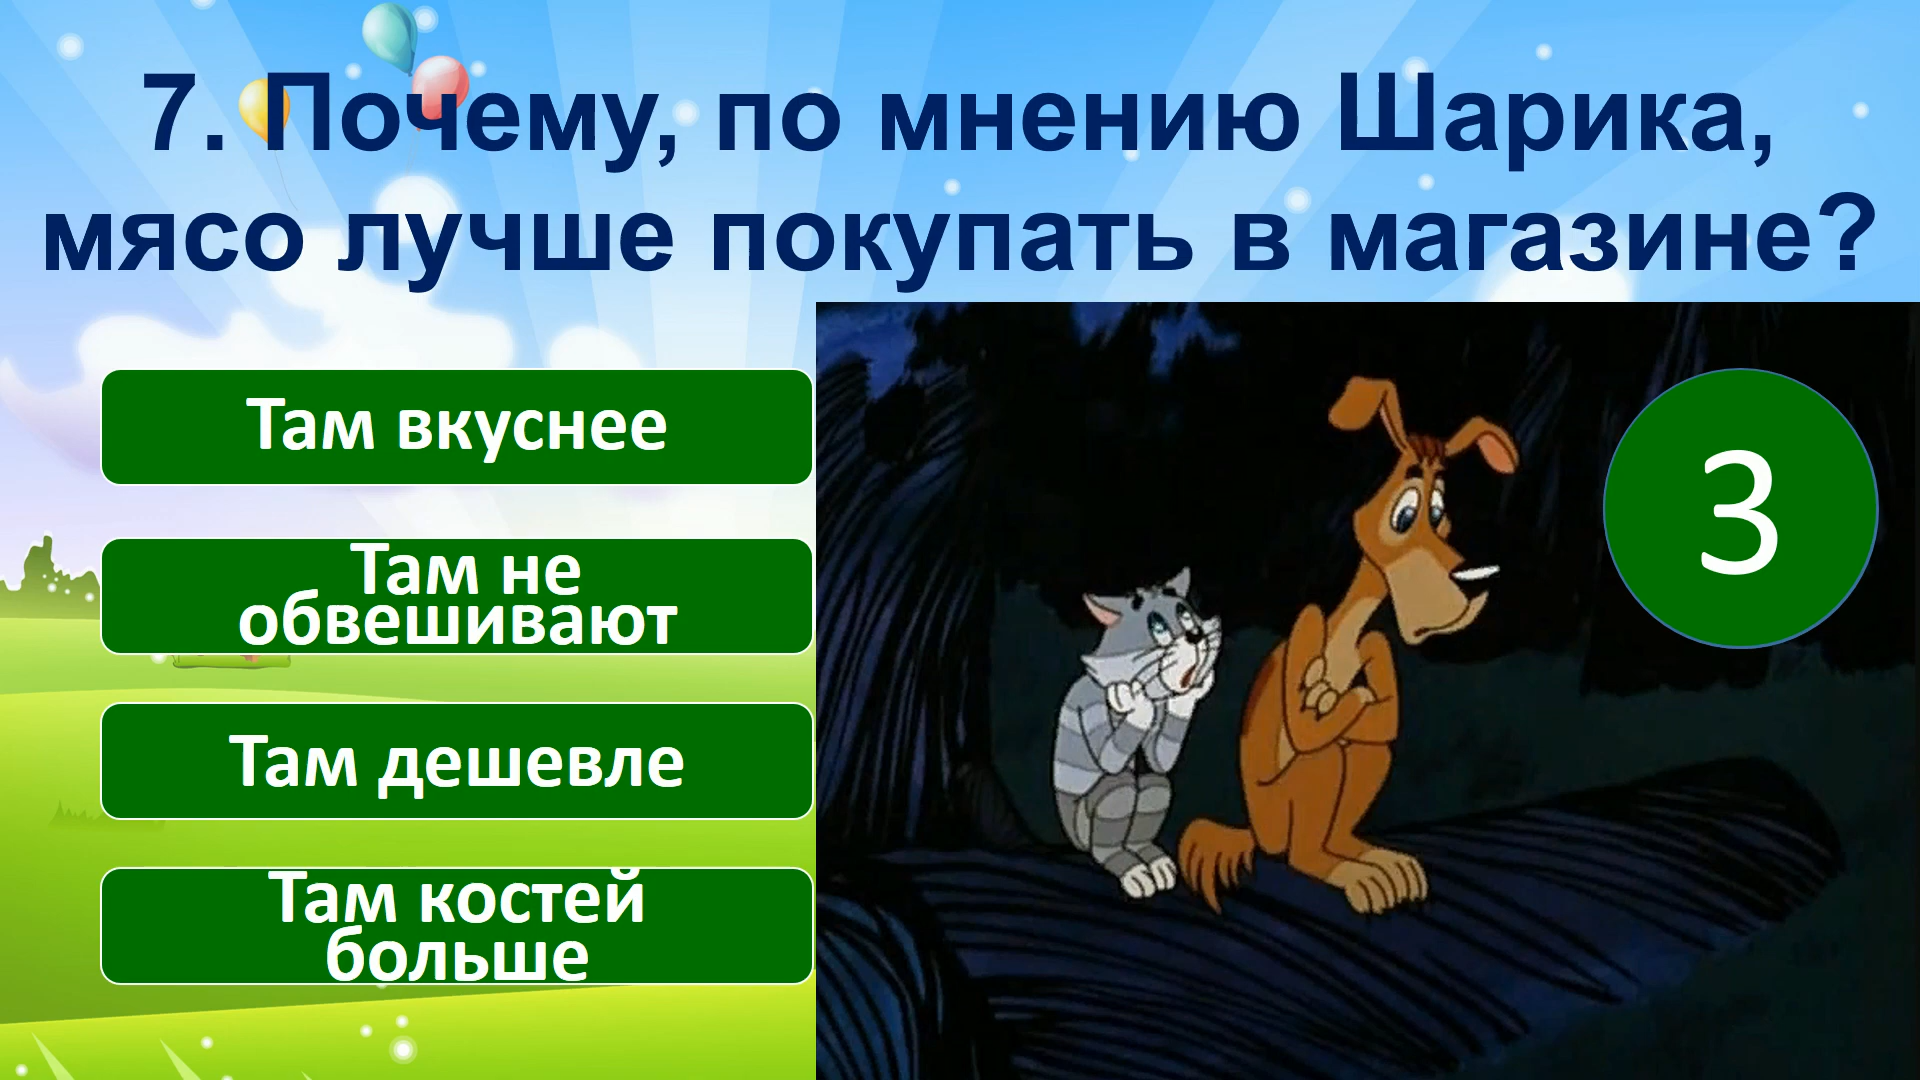 7. Почему, по мнению Шарика,
мясо лучше покупать в магазине?
Там вкуснее
Там не
обвешивают
Там дешевле
Там костей
больше
3